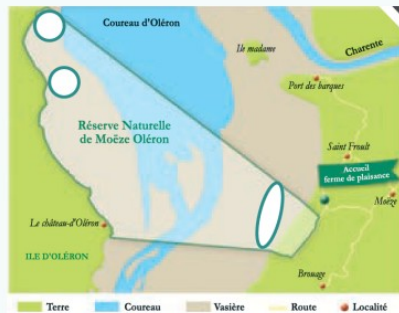 Coureau d'Oléron
Ile madame
Charente
Port des barques
Réserve Naturelle
de Moëze Oléron
Saint Froult
Accueil
ferme de plaisance
Moëze
Le château-d'Oléron
ILE D'OLÉRON
Brouage
Terre
Coureau
Vasière
Route
Localité